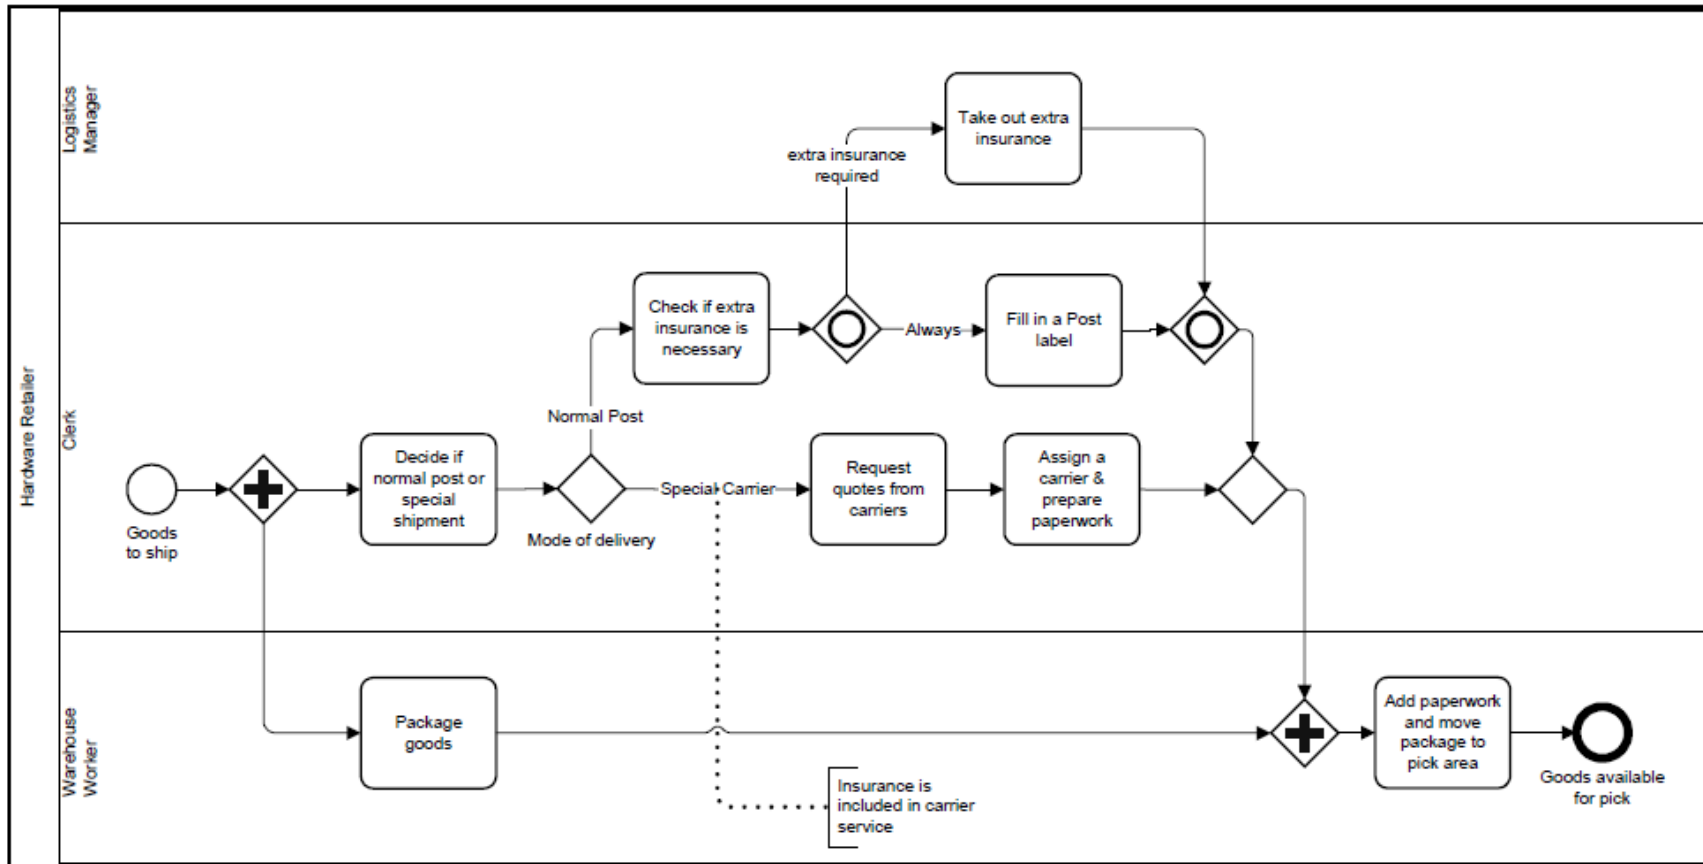 Hardware Retailer
Logistics
Manager
Take out extra
insurance
extra insurance
required
Clerk
Check if extra
insurance is
necessary
Always
Fill in a Post
label
Normal Post
Goods
to ship
Decide if
normal post or
special
shipment
Mode of delivery
Special Carrier
Request
quotes from
carriers
Assign a
carrier &
prepare
paperwork
Warehouse
Worker
Package
goods
Insurance is
included in carrier
service
Add paperwork
and move
package to
pick area
Goods available
for pick